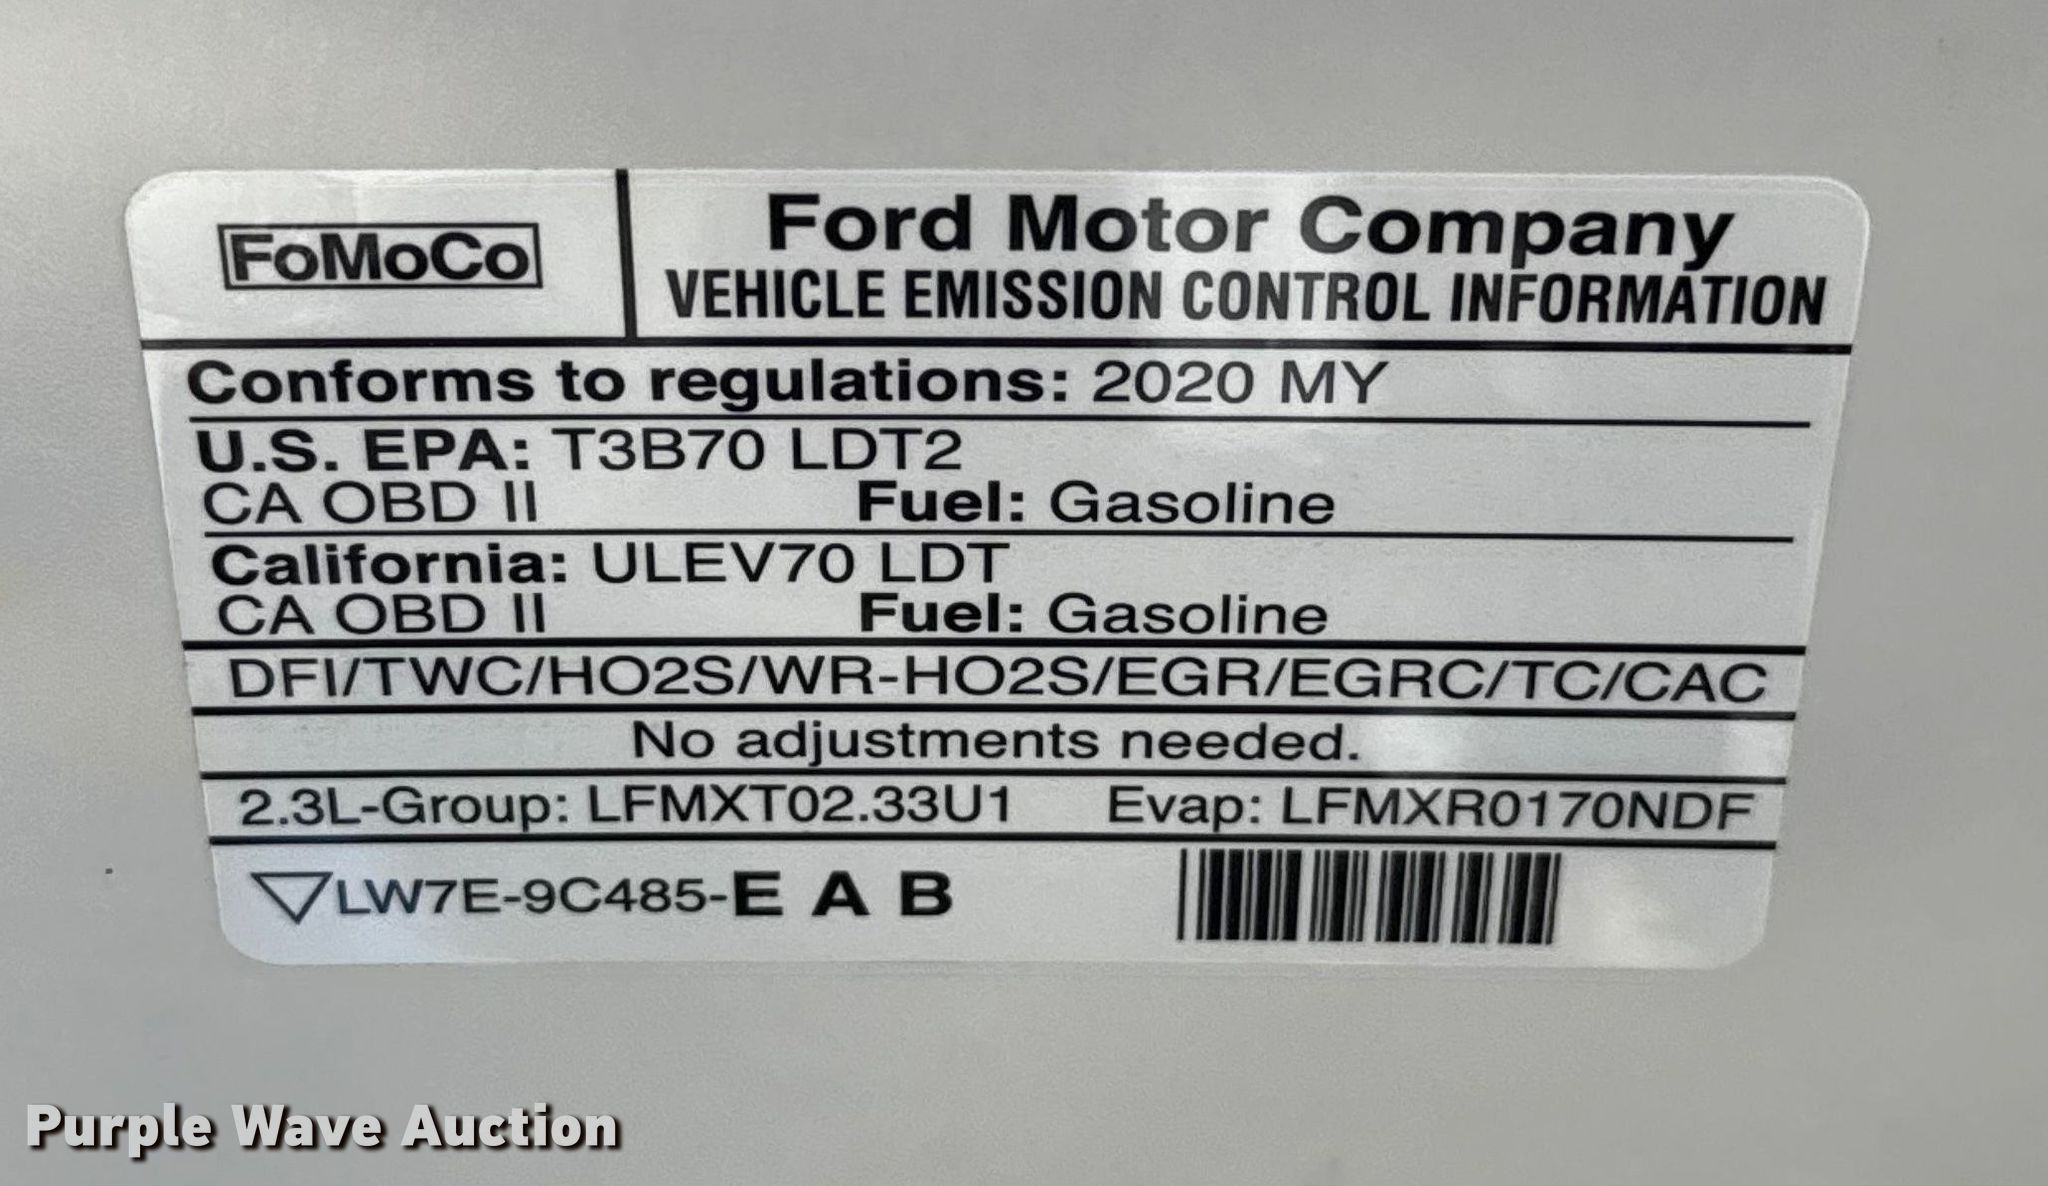 FoMoCo
Ford Motor Company
VEHICLE EMISSION CONTROL INFORMATION
Conforms to regulations: 2020 MY
U.S. EPA: T3B70 LDT2
CA OBD II Fuel: Gasoline
California: ULEV70 LDT
CA OBD II Fuel: Gasoline
DFI/TWC/HO2S/WR-HO2S/EGR/EGRC/TC/CAC
No adjustments needed.
2.3L-Group: LFMXT02.33U1 Evap: LFMXR0170NDF
LW7E-9C485-E A B
Purple Wave Auction